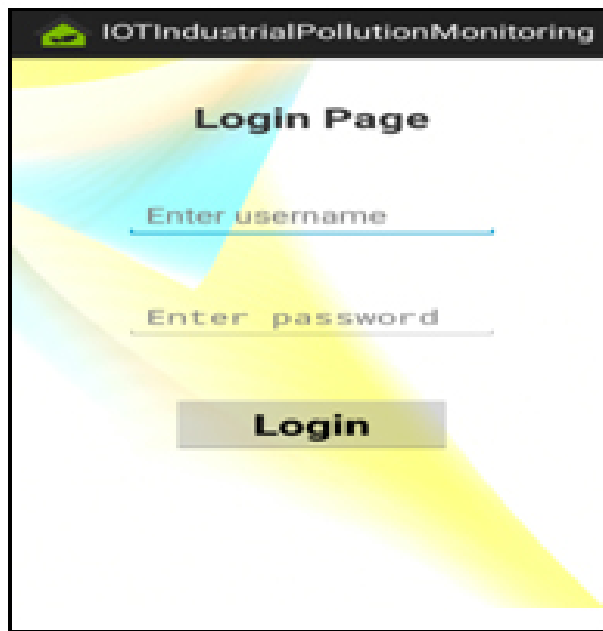 IOTIndustrialPollutionMonitoring
Login Page
Enter username
Enter password
Login